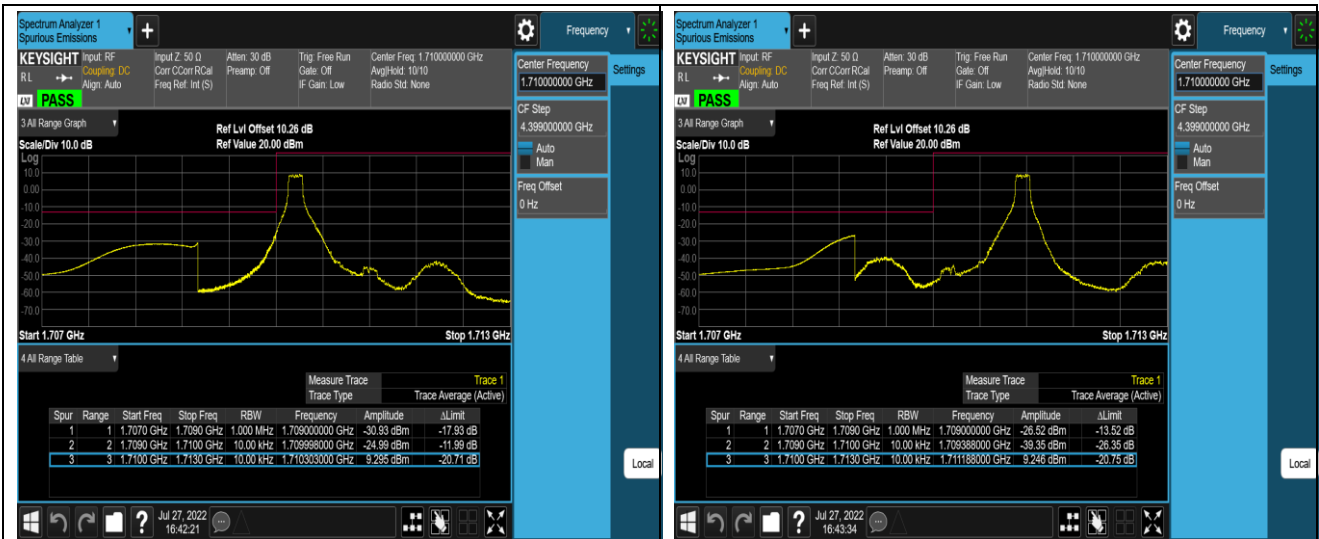 Spectrum Analyzer 1
Spurious Emissions
Frequency
KEYSIGHT Input: RF Input Z: 50 Ω Atten: 30 dB Trig: Free Run Center Freq: 1.710000000 GHz
Coupling: DC Corr CCorr RCal Preamp: Off Gate: Off Avg|Hold: 10/10
RL Align: Auto Freq Ref: Int (S) IF Gain: Low Radio Std: None
LXI PASS
Center Frequency
1.710000000 GHz
Settings
CF Step
4.399000000 GHz
Auto
Man
Freq Offset
0 Hz
3 All Range Graph
Ref Lvl Offset 10.26 dB
Scale/Div 10.0 dB Ref Value 20.00 dBm
Log
10.0
0.00
-10.0
-20.0
-30.0
-40.0
-50.0
-60.0
-70.0
Start 1.707 GHz Stop 1.713 GHz
4 All Range Table
Measure Trace Trace 1
Trace Type Trace Average (Active)
Spur Range Start Freq Stop Freq RBW Frequency Amplitude ΔLimit
1 1 1.7070 GHz 1.7090 GHz 1.000 MHz 1.709000000 GHz -30.93 dBm -17.93 dB
2 2 1.7090 GHz 1.7100 GHz 10.00 kHz 1.709998000 GHz -24.99 dBm -11.99 dB
3 3 1.7100 GHz 1.7130 GHz 10.00 kHz 1.710303000 GHz 9.295 dBm -20.71 dB
Local
Jul 27, 2022
16:42:21
Spectrum Analyzer 1
Spurious Emissions
Frequency
KEYSIGHT Input: RF Input Z: 50 Ω Atten: 30 dB Trig: Free Run Center Freq: 1.710000000 GHz
Coupling: DC Corr CCorr RCal Preamp: Off Gate: Off Avg|Hold: 10/10
RL Align: Auto Freq Ref: Int (S) IF Gain: Low Radio Std: None
LXI PASS
Center Frequency
1.710000000 GHz
Settings
CF Step
4.399000000 GHz
Auto
Man
Freq Offset
0 Hz
3 All Range Graph
Ref Lvl Offset 10.26 dB
Scale/Div 10.0 dB Ref Value 20.00 dBm
Log
10.0
0.00
-10.0
-20.0
-30.0
-40.0
-50.0
-60.0
-70.0
Start 1.707 GHz Stop 1.713 GHz
4 All Range Table
Measure Trace Trace 1
Trace Type Trace Average (Active)
Spur Range Start Freq Stop Freq RBW Frequency Amplitude ΔLimit
1 1 1.7070 GHz 1.7090 GHz 1.000 MHz 1.709000000 GHz -26.52 dBm -13.52 dB
2 2 1.7090 GHz 1.7100 GHz 10.00 kHz 1.709388000 GHz -39.35 dBm -26.35 dB
3 3 1.7100 GHz 1.7130 GHz 10.00 kHz 1.711188000 GHz 9.246 dBm -20.75 dB
Local
Jul 27, 2022
16:43:34